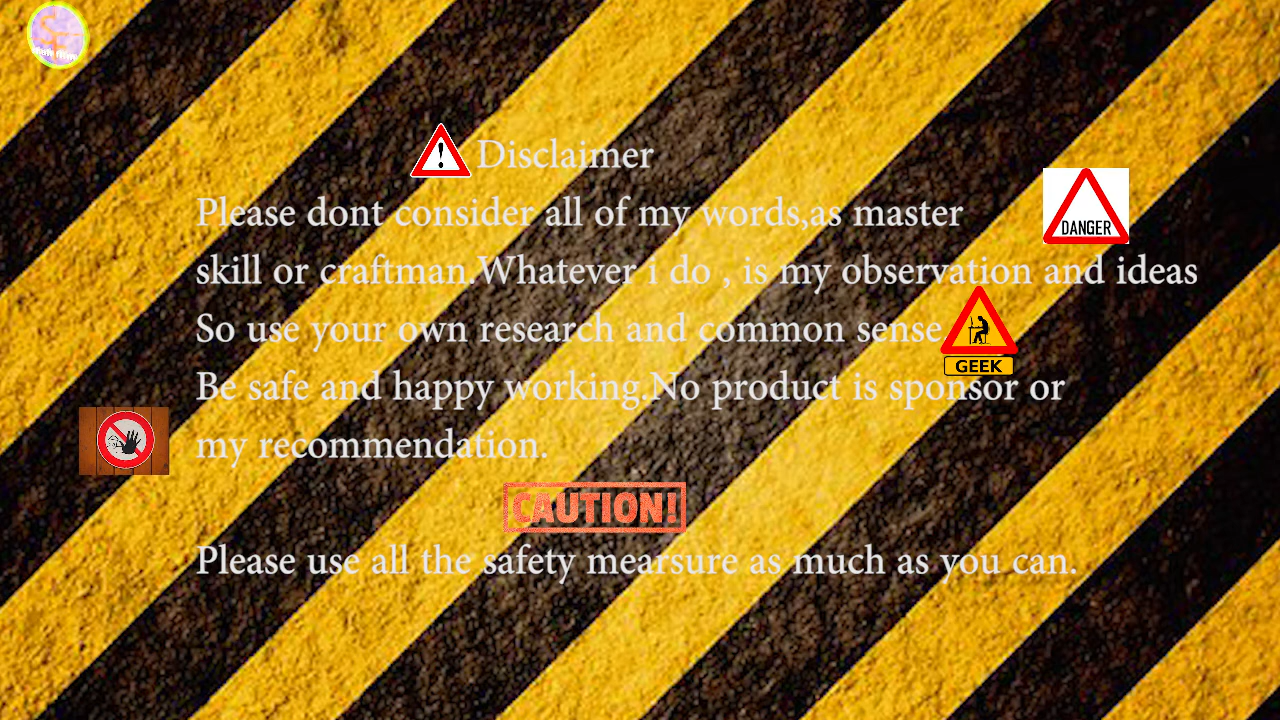 Disclaimer
Please dont consider all of my words,as master
DANGER
skill or craftman.Whatever i do , is my observation and ideas
So use your own research and common sense
GEEK
Be safe and happy working.No product is sponsor or
my recommendation.
CAUTION!
Please use all the safety mearsure as much as you can.